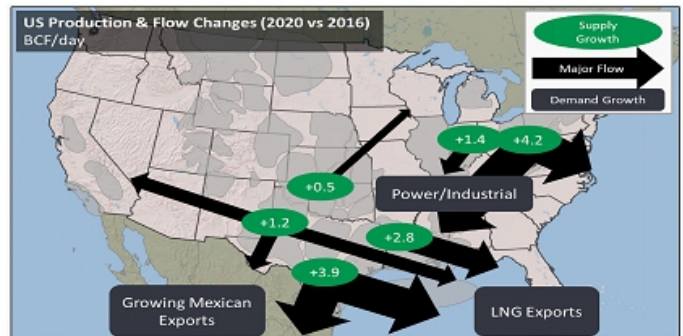 US Production & Flow Changes (2020 vs 2016)
BCF/day
Supply
Growth
Major Flow
Demand Growth
+1.4
+4.2
+0.5
Power/Industrial
+1.2
+2.8
+3.9
Growing Mexican
Exports
LNG Exports